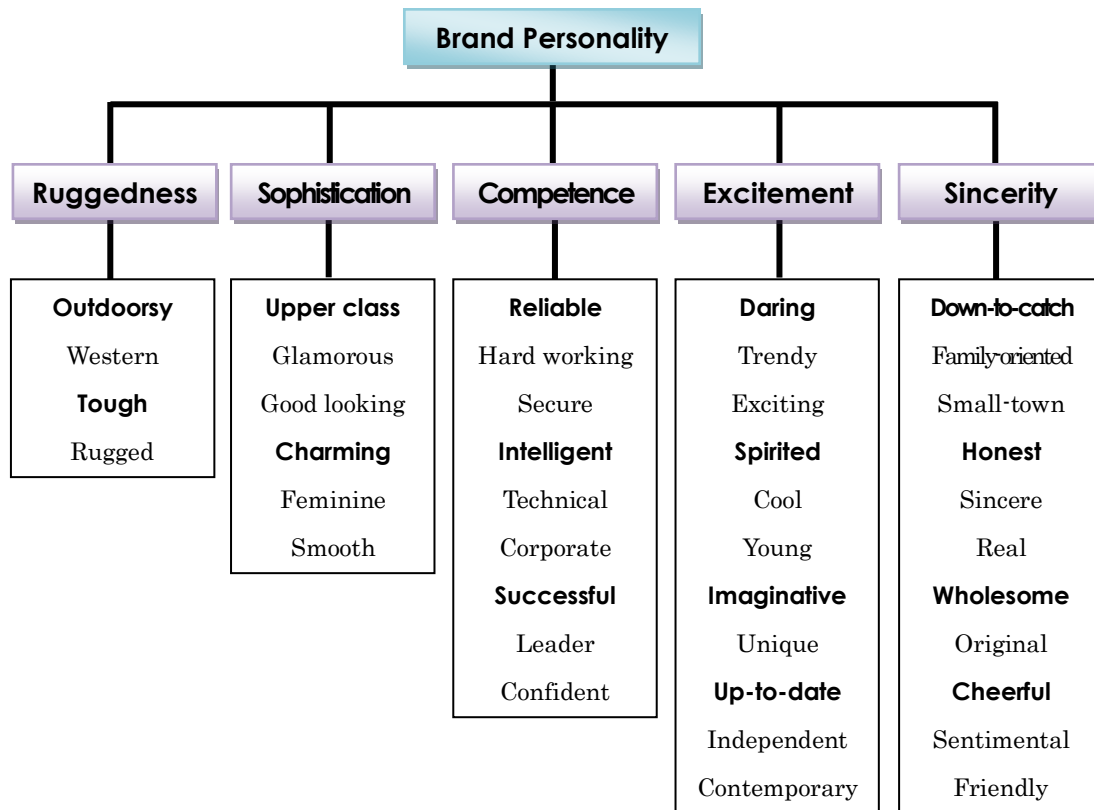 Brand Personality
Ruggedness
Sophistication
Competence
Excitement
Sincerity
Outdoorsy
Western
Tough
Rugged
Upper class
Glamorous
Good looking
Charming
Feminine
Smooth
Reliable
Hard working
Secure
Intelligent
Technical
Corporate
Successful
Leader
Confident
Daring
Trendy
Exciting
Spirited
Cool
Young
Imaginative
Unique
Up-to-date
Independent
Contemporary
Down-to-catch
Family-oriented
Small-town
Honest
Sincere
Real
Wholesome
Original
Cheerful
Sentimental
Friendly